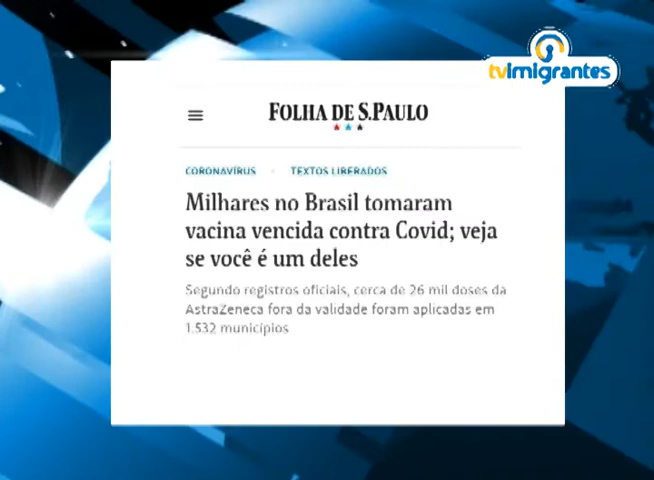 tvimigrantes
FOLHA DE S.PAULO
CORONAVÍRUS
TEXTOS LIBERADOS
Milhares no Brasil tomaram
vacina vencida contra Covid; veja
se você é um deles
Segundo registros oficiais, cerca de 26 mil doses da
AstraZeneca fora da validade foram aplicadas em
1.532 municípios